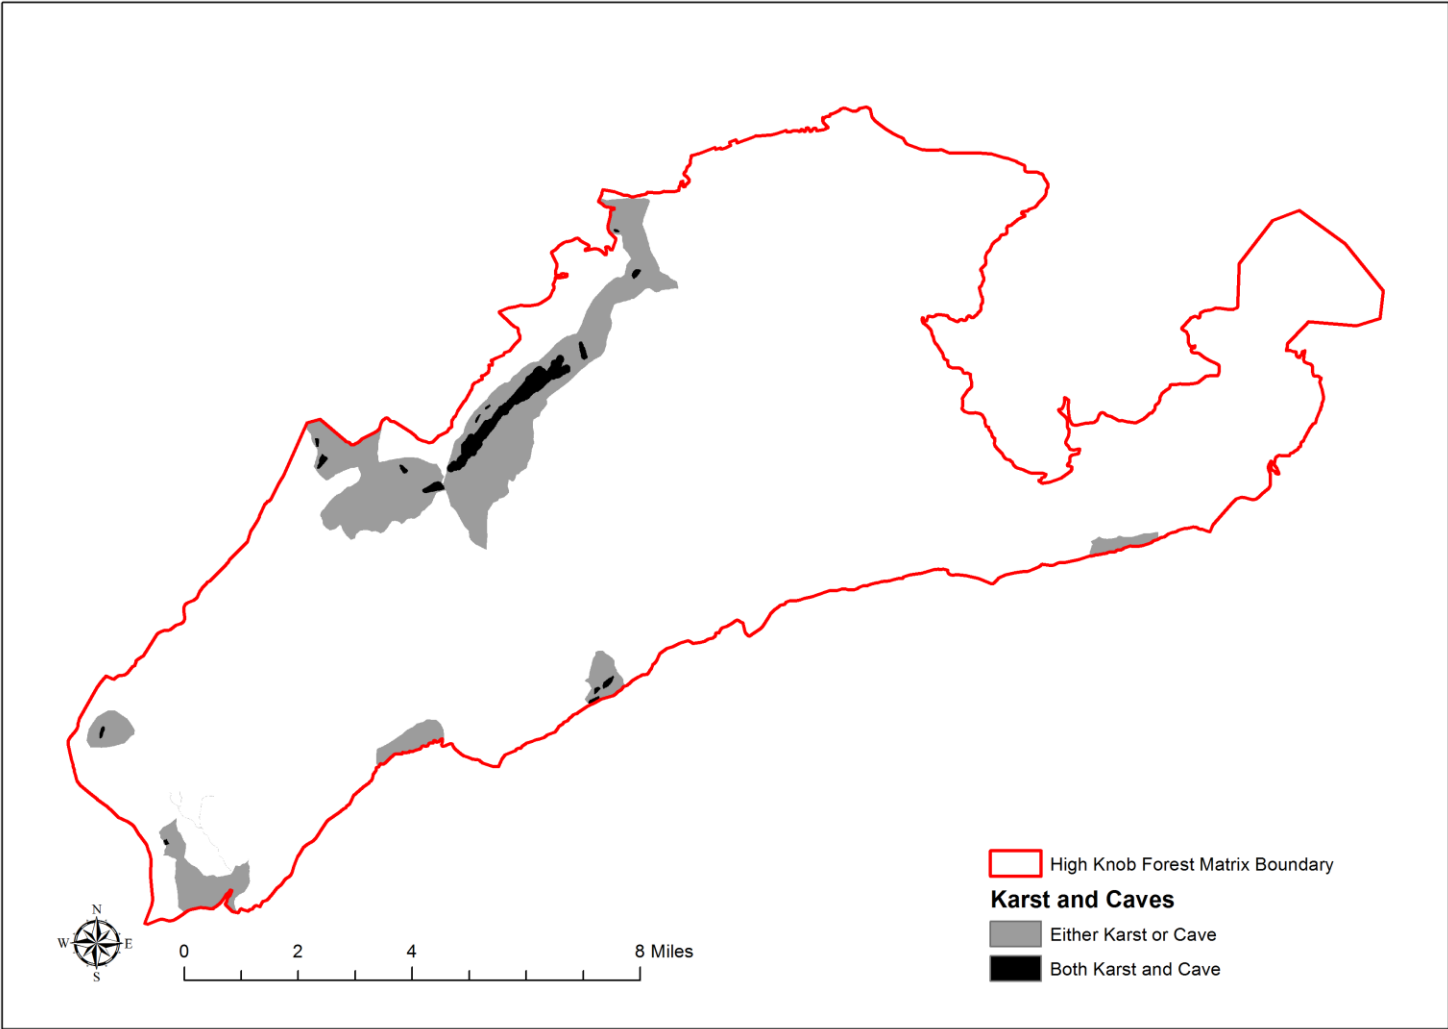 High Knob Forest Matrix Boundary
Karst and Caves
Either Karst or Cave
Both Karst and Cave
N
W E
S
0 2 4 8 Miles